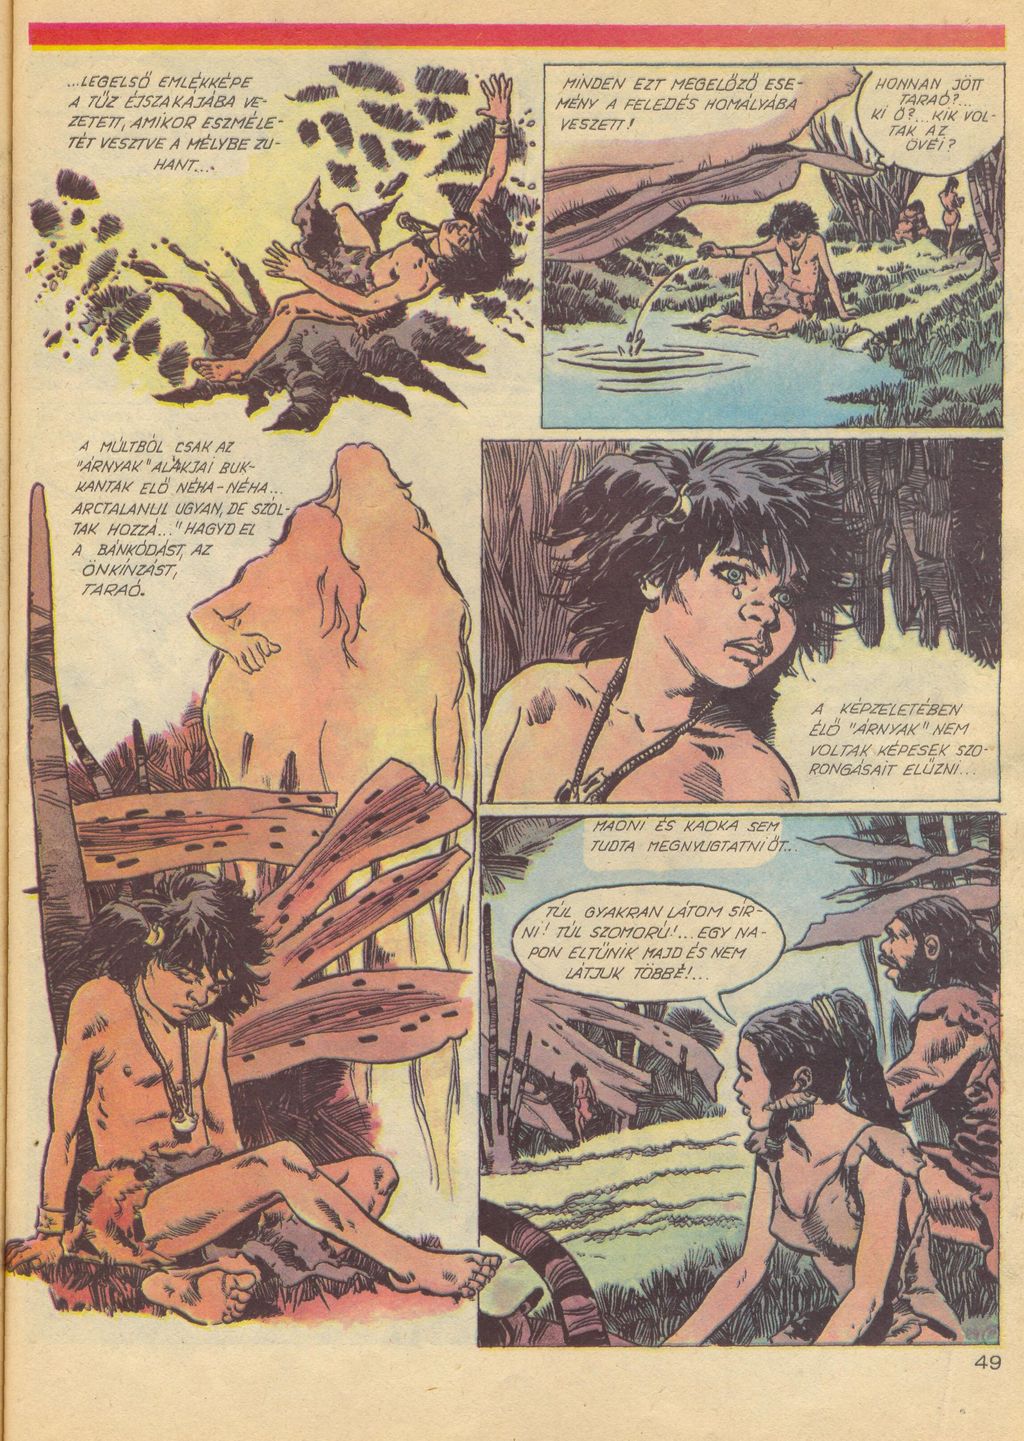 ...LEGELSŐ EMLÉKKÉPE
A TŰZ ÉJSZAKÁJÁBA VE-
ZETETT, AMIKOR ESZMÉLE-
TÉT VESZTVE A MÉLYBE ZU-
HANT...
MINDEN EZT MEGELŐZŐ ESE-
MÉNY A FELEDÉS HOMÁLYÁBA
VESZETT!
HONNAN JÖTT
TARAÓ?...
KI Ő?... KIK VOL-
TAK AZ
ÖVÉI?
A MÚLTBÓL CSAK AZ
"ÁRNYAK" ALAKJAI BUK-
KANTAK ELŐ NÉHA-NÉHA...
ARCTALANUL UGYAN, DE SZÓL-
TAK HOZZÁ..." HAGYD EL
A BÁNKÓDÁST, AZ
ÖNKÍNZÁST,
TARAÓ.
A KÉPZELETÉBEN
ÉLŐ "ÁRNYAK" NEM
VOLTAK KÉPESEK SZO-
RONGÁSAIT ELŰZNI...
MAONI ÉS KADKA SEM
TUDTA MEGNYUGTATNI ŐT...
TÚL GYAKRAN LÁTOM SÍR-
NI! TÚL SZOMORÚ!... EGY NA-
PON ELTŰNIK MAJD ÉS NEM
LÁTJUK TÖBBÉ!...
49